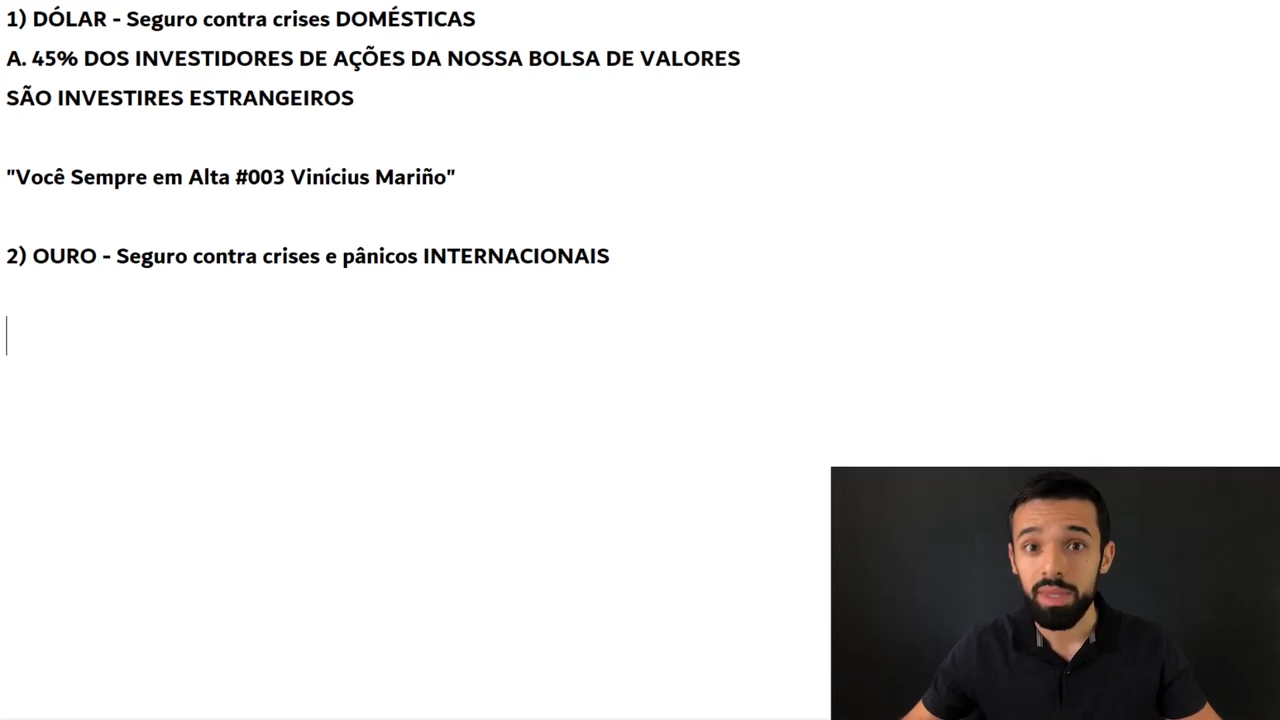 1) DÓLAR - Seguro contra crises DOMÉSTICAS
A. 45% DOS INVESTIDORES DE AÇÕES DA NOSSA BOLSA DE VALORES
SÃO INVESTIRES ESTRANGEIROS
"Você Sempre em Alta #003 Vinícius Mariño"
2) OURO - Seguro contra crises e pânicos INTERNACIONAIS